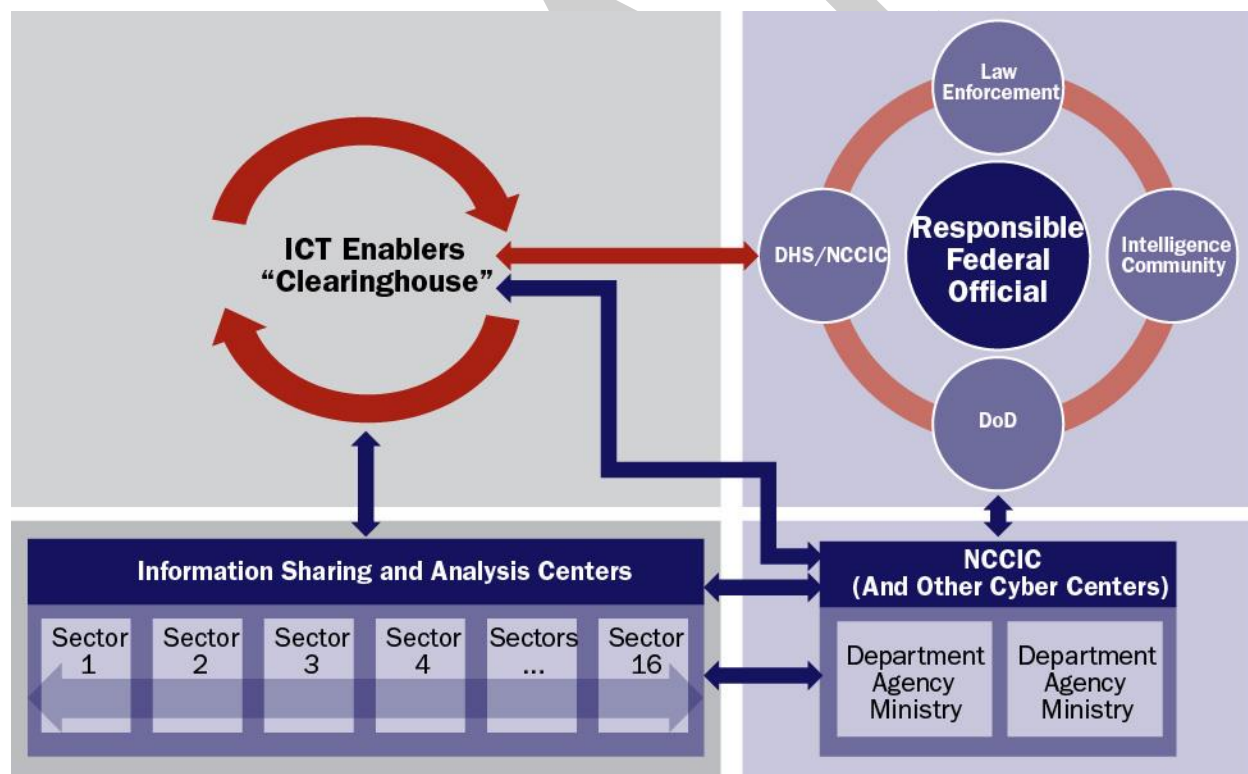 ICT Enablers
“Clearinghouse”
Law
Enforcement
DHS/NCCIC
Responsible
Federal
Official
Intelligence
Community
DoD
Information Sharing and Analysis Centers
Sector
1
Sector
2
Sector
3
Sector
4
Sectors
...
Sector
16
NCCIC
(And Other Cyber Centers)
Department
Agency
Ministry
Department
Agency
Ministry